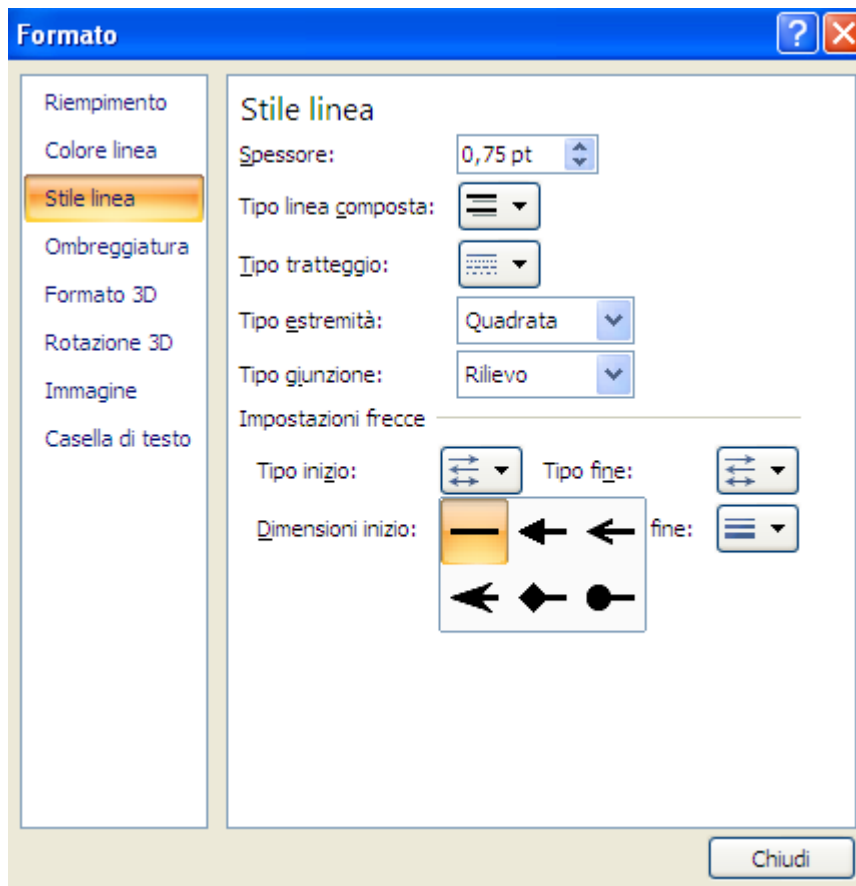 Formato
Riempimento
Colore linea
Stile linea
Ombreggiatura
Formato 3D
Rotazione 3D
Immagine
Casella di testo
Stile linea
Spessore: 0,75 pt
Tipo linea composta:
Tipo tratteggio:
Tipo estremità: Quadrata
Tipo giunzione: Rilievo
Impostazioni frecce
Tipo inizio: Tipo fine:
Dimensioni inizio: fine:
Chiudi